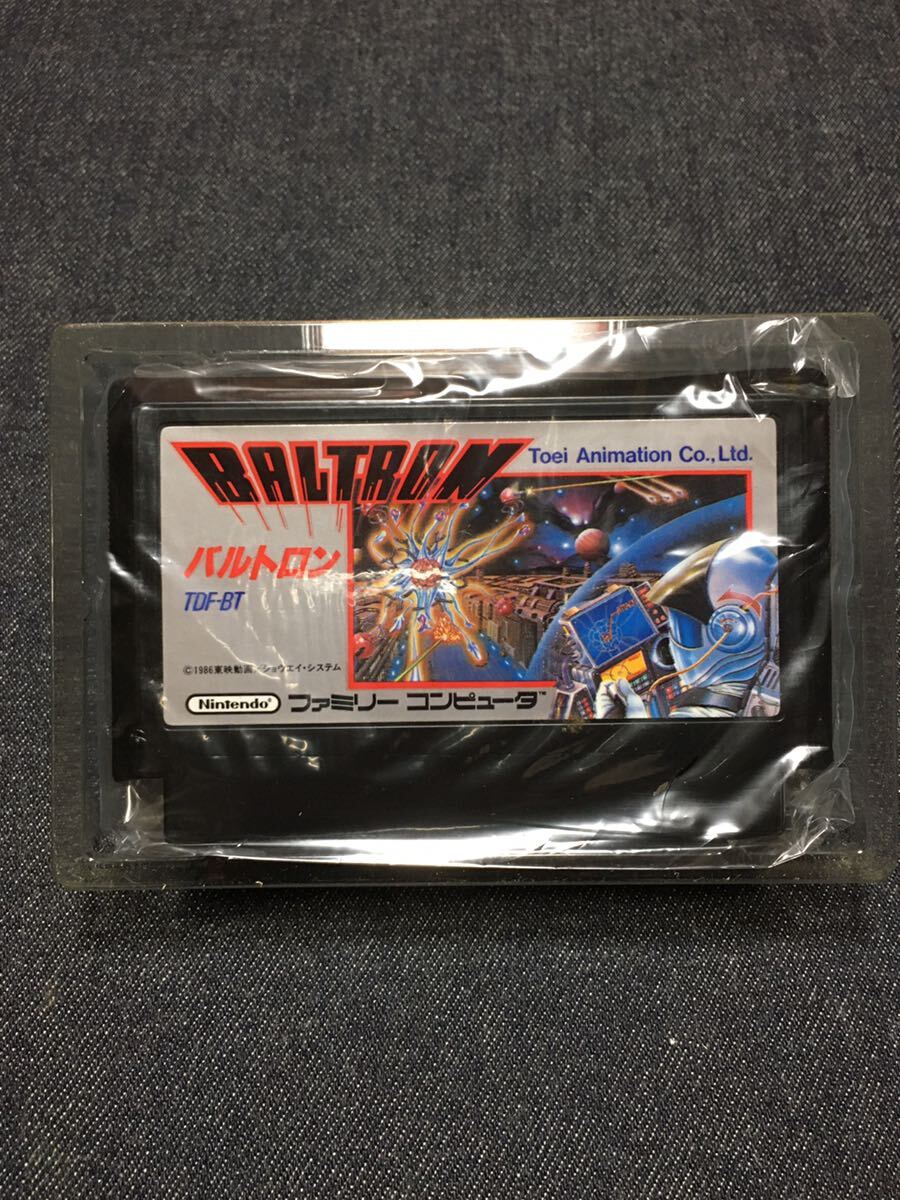 BALTRON
Toei Animation Co., Ltd.
バルトロン
TDF-BT
©1986東映動画・ショウエイ・システム
Nintendo® ファミリー コンピュータ™